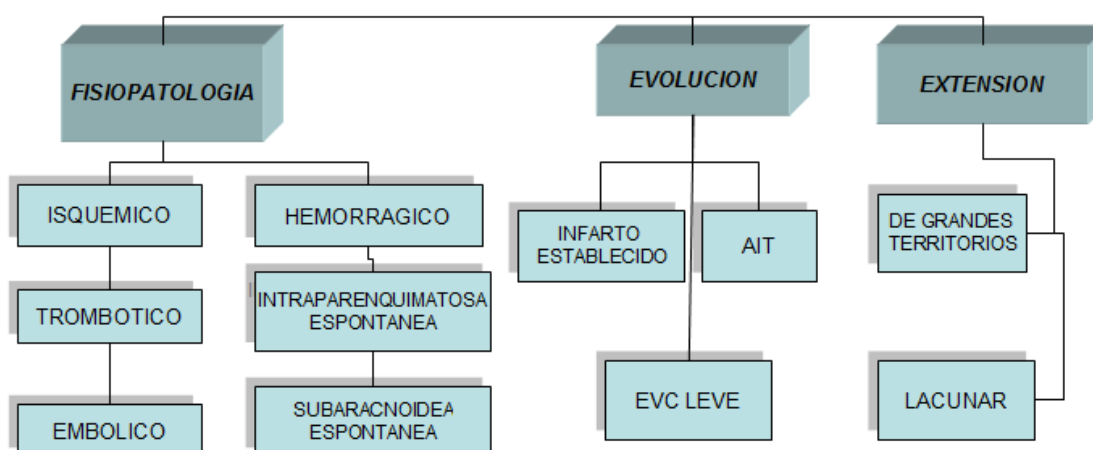 FISIOPATOLOGIA
EVOLUCION
EXTENSION
ISQUEMICO
HEMORRAGICO
INFARTO
ESTABLECIDO
AIT
DE GRANDES
TERRITORIOS
TROMBOTICO
INTRAPARENQUIMATOSA
ESPONTANEA
EMBOLICO
SUBARACNOIDEA
ESPONTANEA
EVC LEVE
LACUNAR